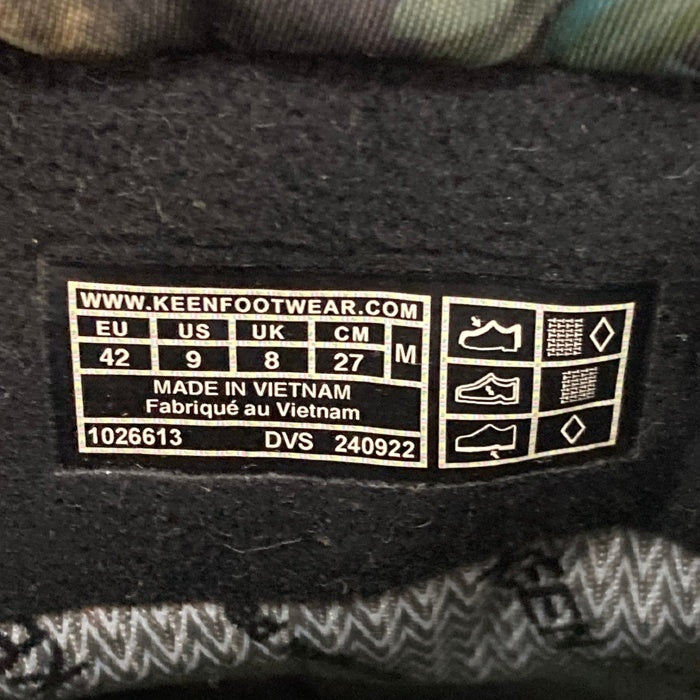 WWW.KEENFOOTWEAR.COM
EU US UK CM M
42 9 8 27
MADE IN VIETNAM
Fabriqué au Vietnam
1026613 DVS 240922